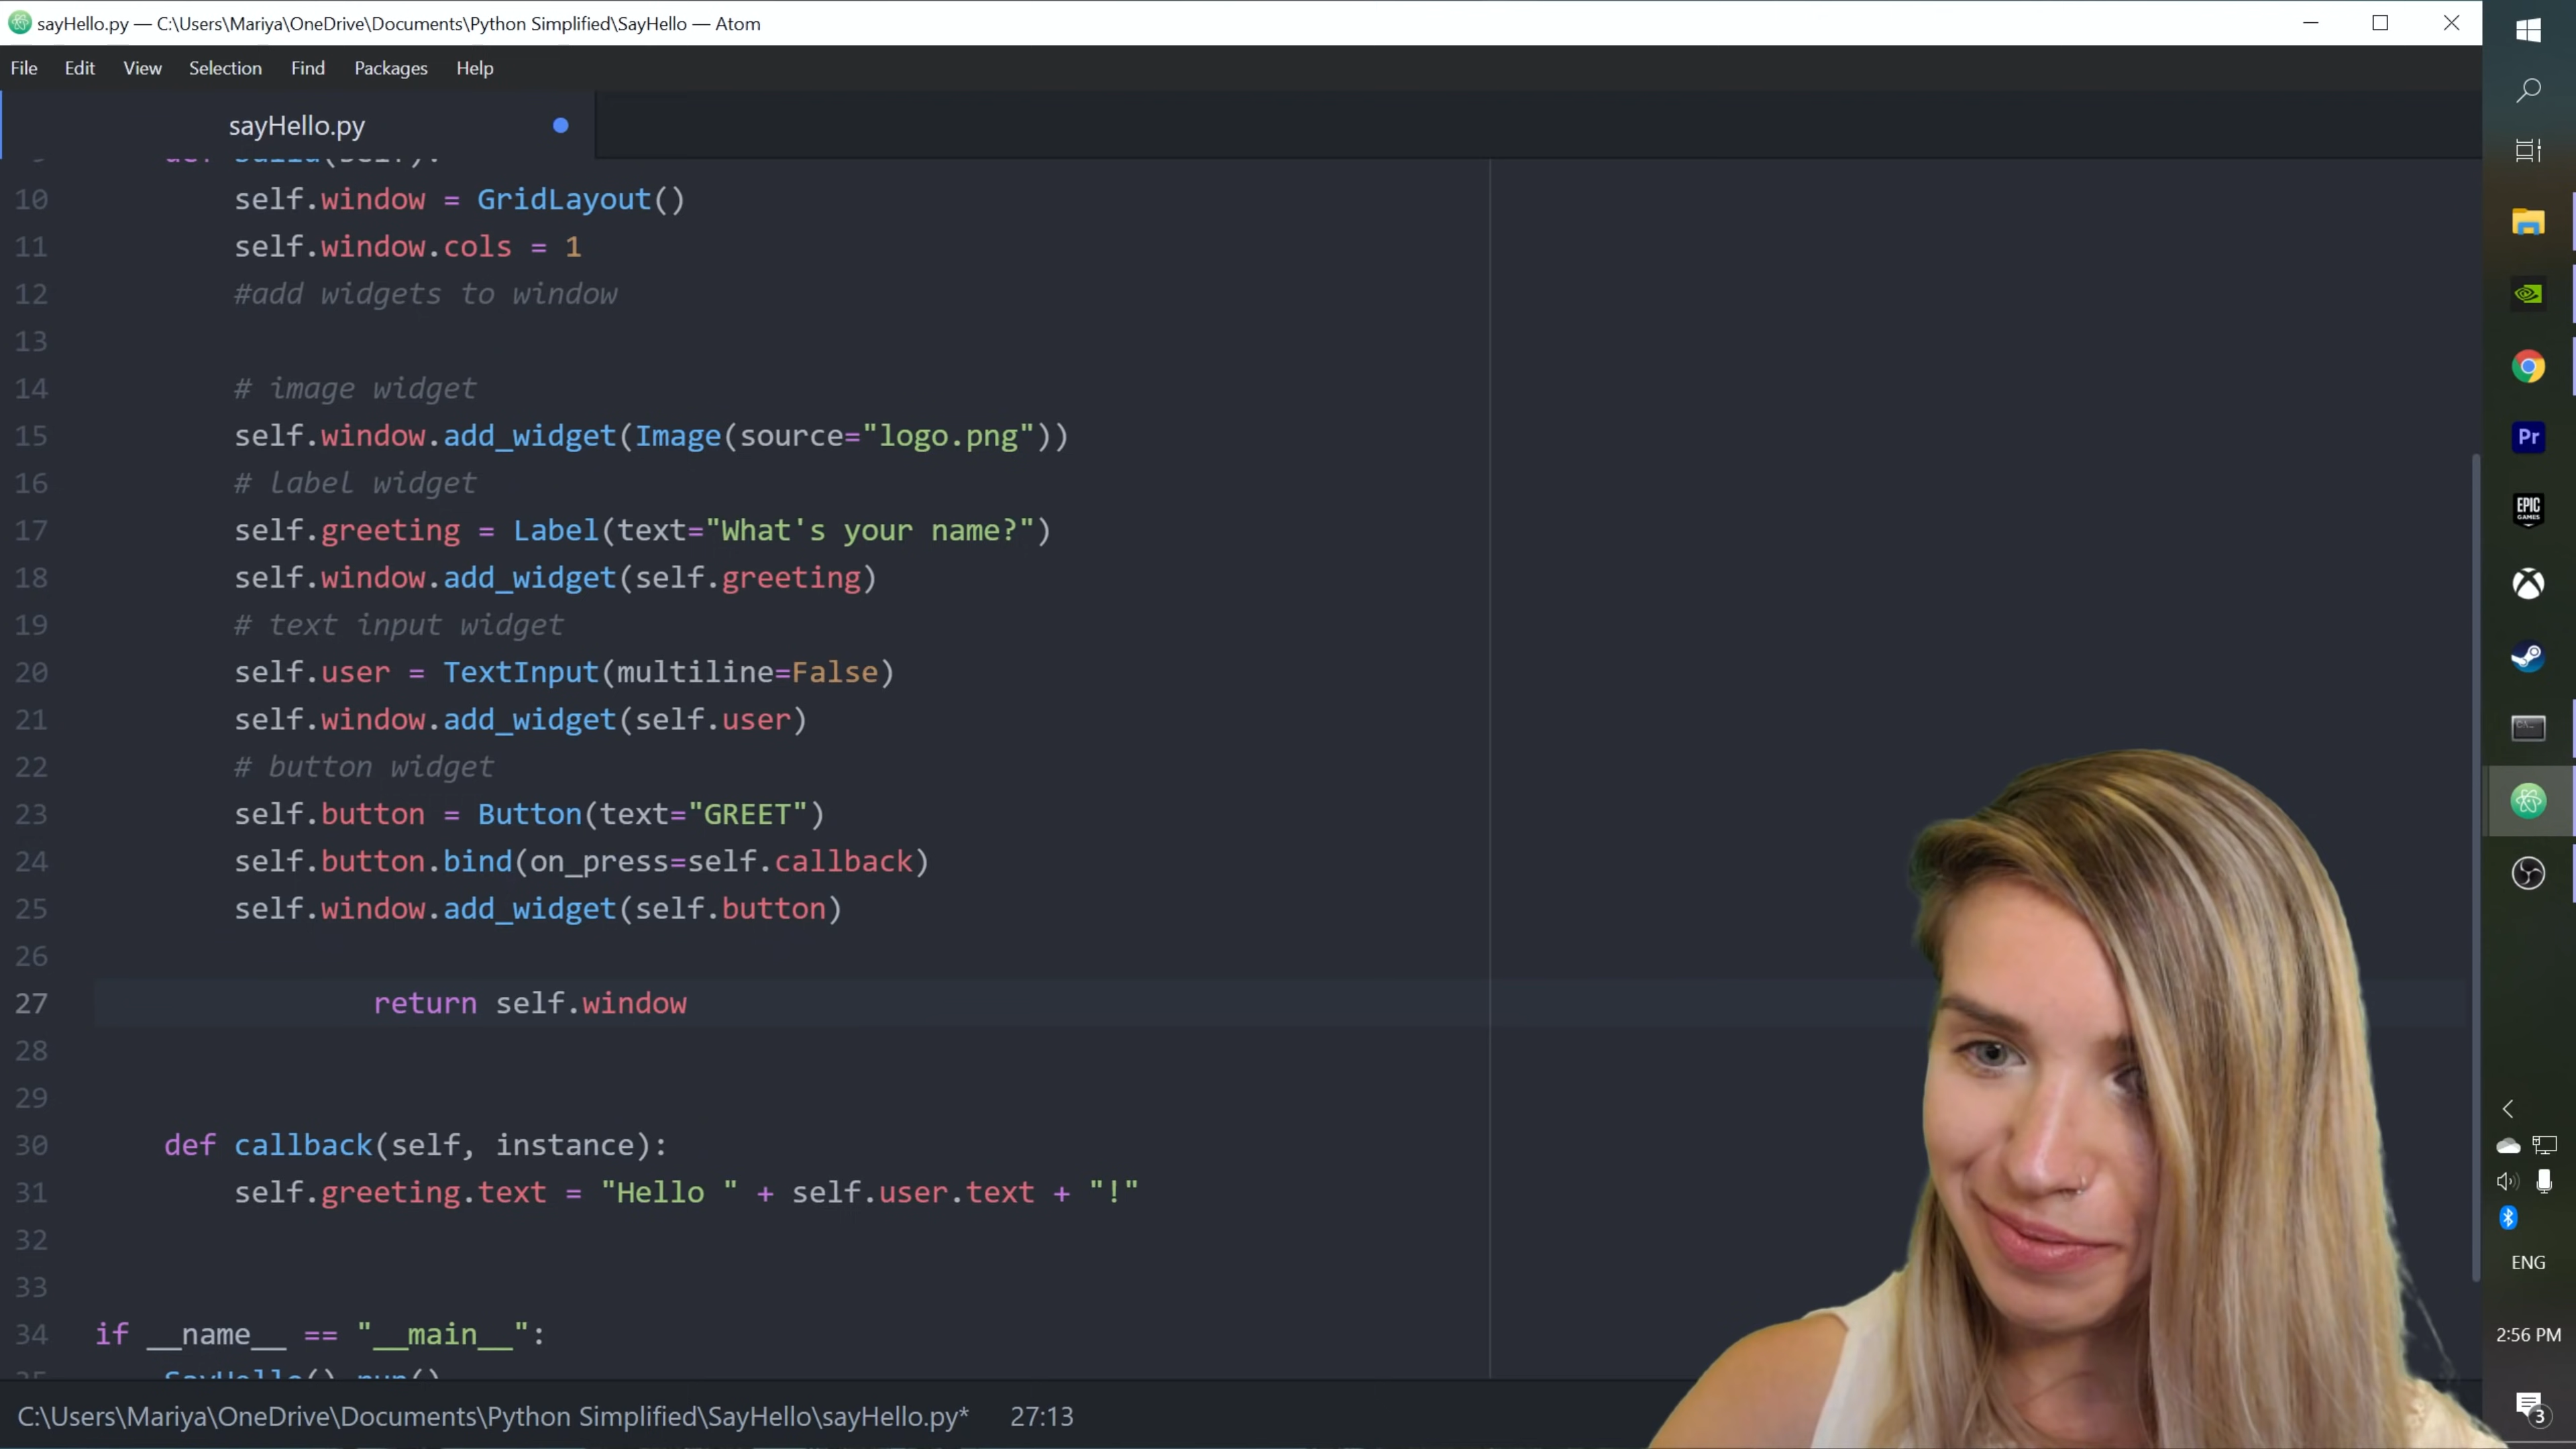 sayHello.py — C:\Users\Mariya\OneDrive\Documents\Python Simplified\SayHello — Atom
File Edit View Selection Find Packages Help
sayHello.py
10 self.window = GridLayout()
11 self.window.cols = 1
12 #add widgets to window
13
14 # image widget
15 self.window.add_widget(Image(source="logo.png"))
16 # label widget
17 self.greeting = Label(text="What's your name?")
18 self.window.add_widget(self.greeting)
19 # text input widget
20 self.user = TextInput(multiline=False)
21 self.window.add_widget(self.user)
22 # button widget
23 self.button = Button(text="GREET")
24 self.button.bind(on_press=self.callback)
25 self.window.add_widget(self.button)
26
27 return self.window
28
29
30 def callback(self, instance):
31 self.greeting.text = "Hello " + self.user.text + "!"
32
33
34 if __name__ == "__main__":
C:\Users\Mariya\OneDrive\Documents\Python Simplified\SayHello\sayHello.py* 27:13
Pr
EPIC
GAMES
ENG
2:56 PM
3